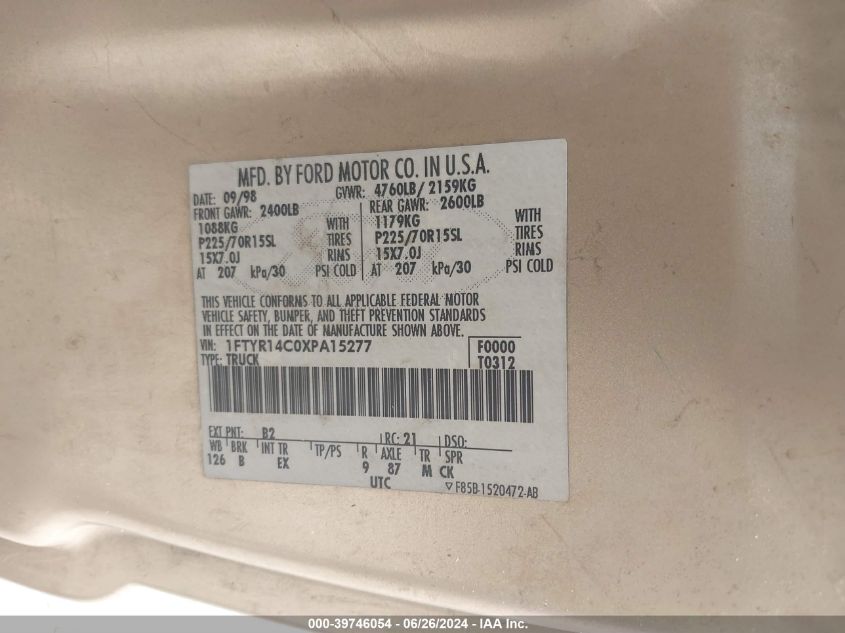 MFD. BY FORD MOTOR CO. IN U.S.A.
DATE: 09/98 GVWR: 4760LB/ 2159KG
FRONT GAWR: 2400LB REAR GAWR: 2600LB
1088KG WITH 1179KG WITH
P225/70R15SL TIRES P225/70R15SL TIRES
15X7.0J RIMS 15X7.0J RIMS
AT 207 kPa/30 PSI COLD AT 207 kPa/30 PSI COLD
THIS VEHICLE CONFORMS TO ALL APPLICABLE FEDERAL MOTOR
VEHICLE SAFETY, BUMPER, AND THEFT PREVENTION STANDARDS
IN EFFECT ON THE DATE OF MANUFACTURE SHOWN ABOVE.
VIN: 1FTYR14C0XPA15277 F0000
TYPE: TRUCK T0312
EXT PNT: B2 RC: 21 DSO:
WB BRK INT TR TP/PS R AXLE TR SPR
126 B EX 9 87 M CK
UTC
▽ F85B-1520472-AB
000-39746054 / 06/26/2024 - IAA Inc.